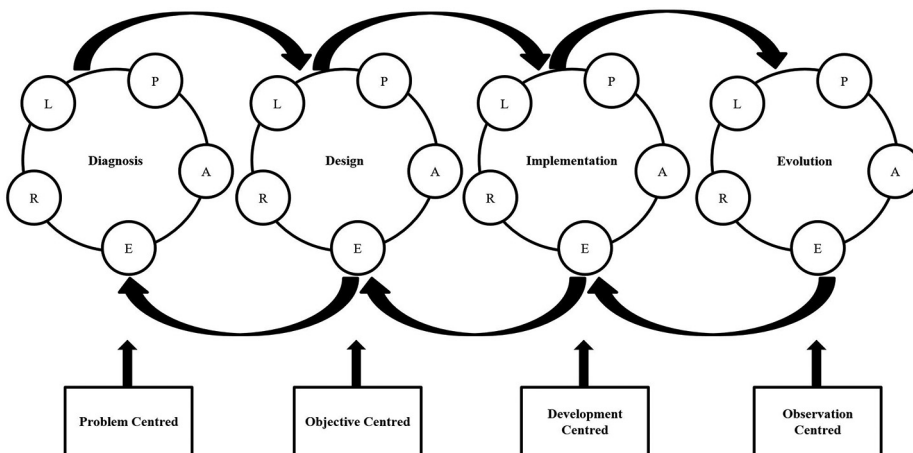 P
L
Diagnosis
A
R
E
P
L
Design
A
R
E
P
L
Implementation
A
R
E
P
L
Evolution
A
R
E
Problem Centred
Objective Centred
Development
Centred
Observation
Centred